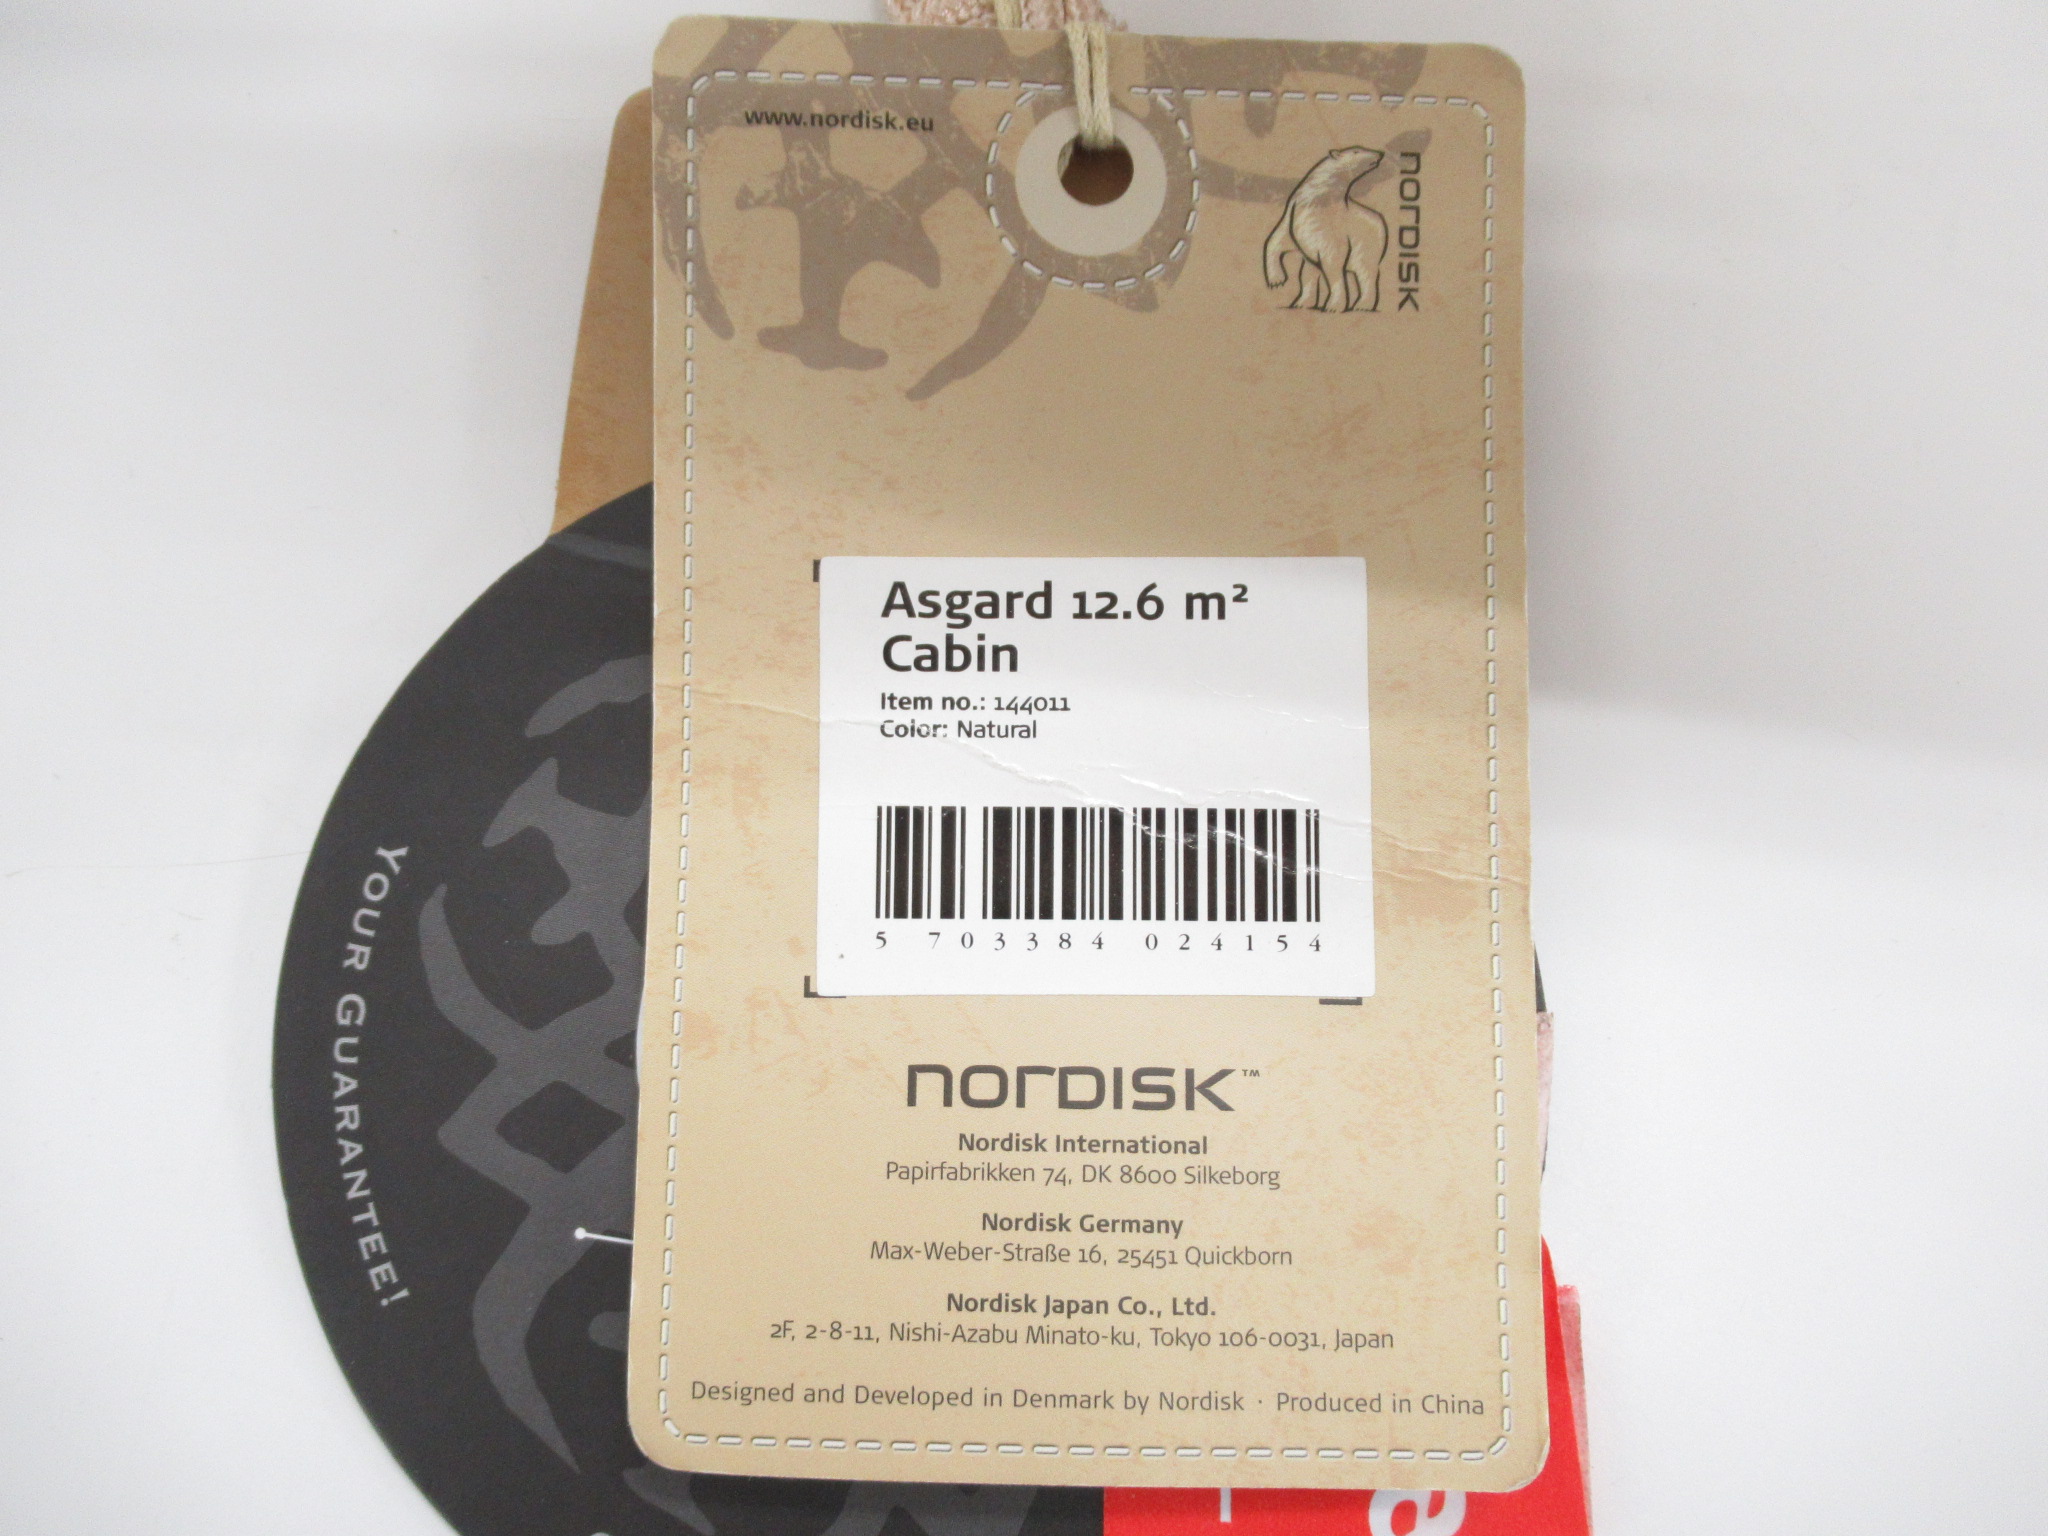 www.nordisk.eu
NORDISK
Asgard 12.6 m²
Cabin
Item no.: 144011
Color: Natural
5 703384 024154
NORDISK™
Nordisk International
Papirfabrikken 74, DK 8600 Silkeborg
Nordisk Germany
Max-Weber-Straße 16, 25451 Quickborn
Nordisk Japan Co., Ltd.
2F, 2-8-11, Nishi-Azabu Minato-ku, Tokyo 106-0031, Japan
Designed and Developed in Denmark by Nordisk · Produced in China
YOUR GUARANTEE!